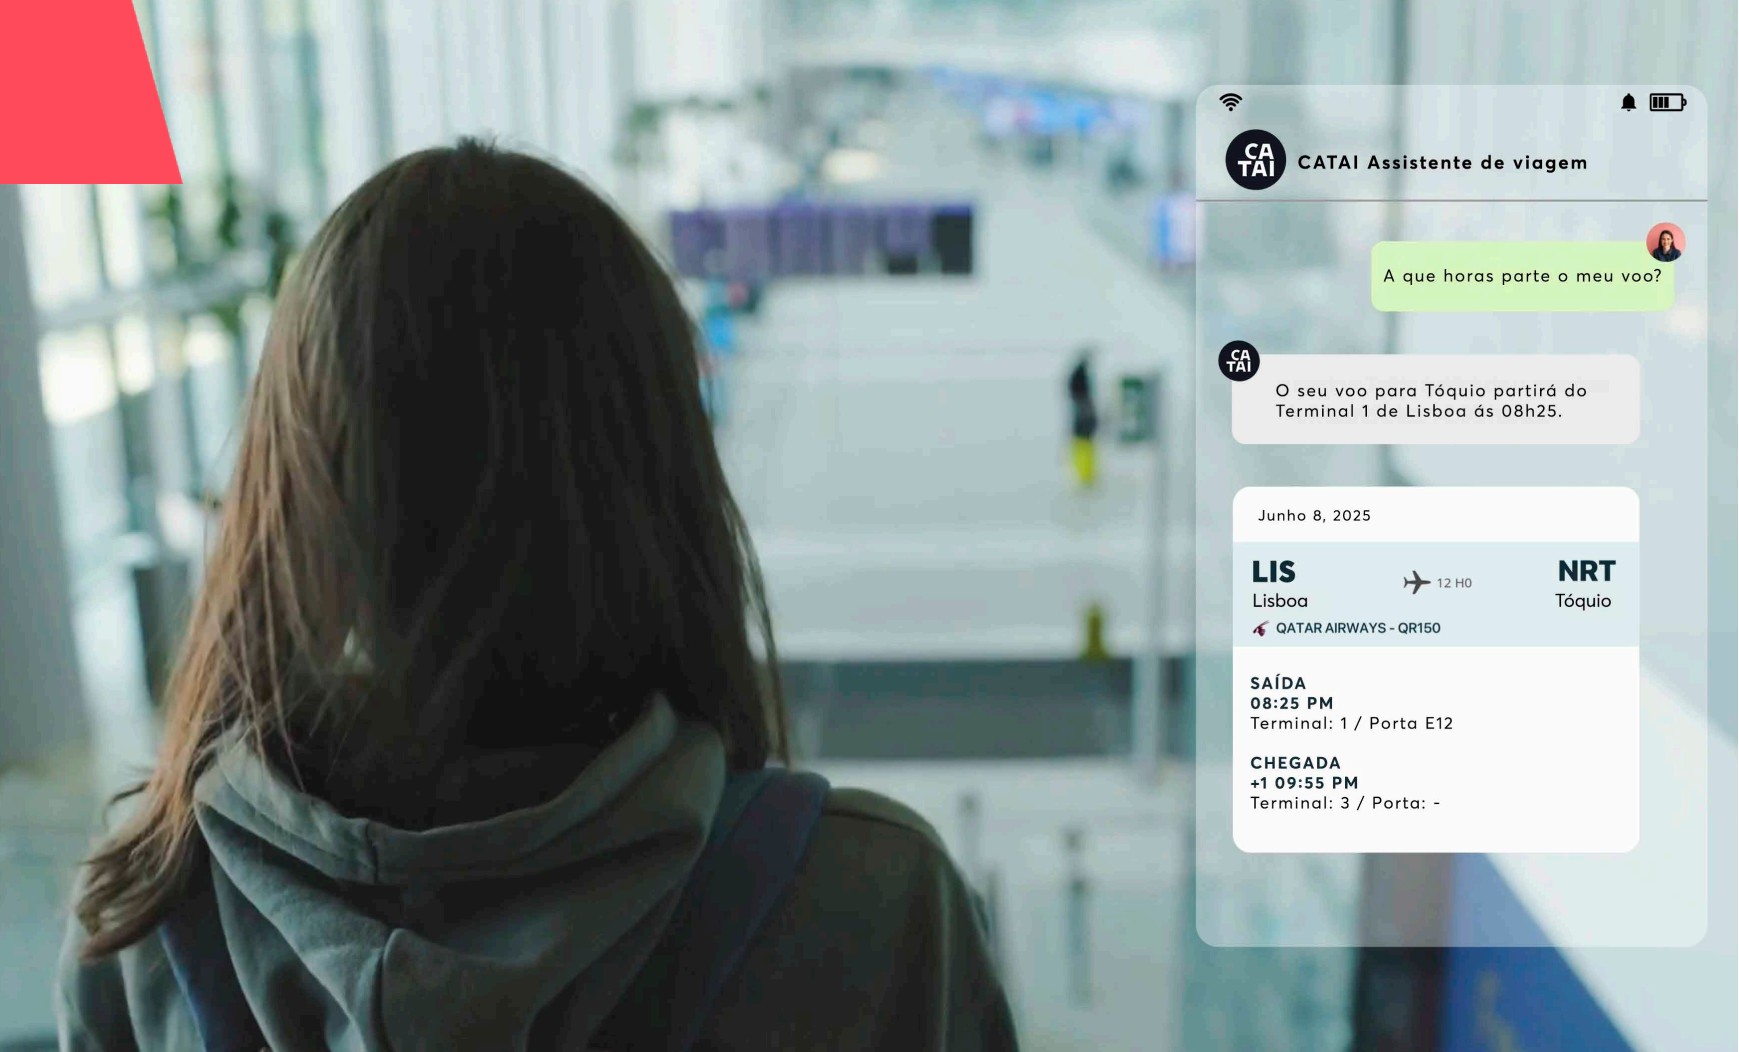 CA
TAI
CATAI Assistente de viagem
A que horas parte o meu voo?
CA
TAI
O seu voo para Tóquio partirá do
Terminal 1 de Lisboa ás 08h25.
Junho 8, 2025
LIS
12 H0
NRT
Lisboa
Tóquio
QATAR AIRWAYS - QR150
SAÍDA
08:25 PM
Terminal: 1 / Porta E12
CHEGADA
+1 09:55 PM
Terminal: 3 / Porta: -